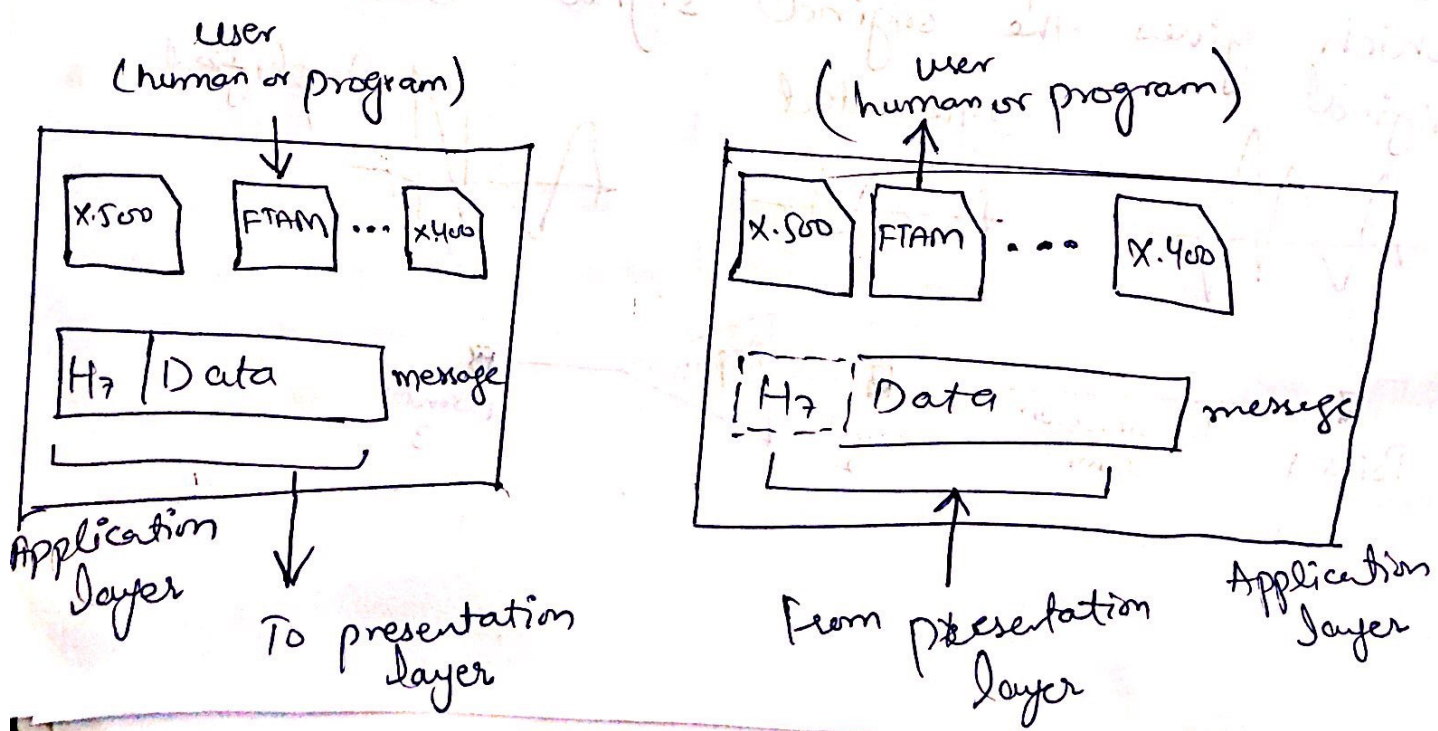 user
(human or program)
X.500
FTAM
...
X.400
H7
Data
message
Application
layer
To presentation
layer
user
(human or program)
X.500
FTAM
...
X.400
H7
Data
messege
From presentation
layer
Application
layer